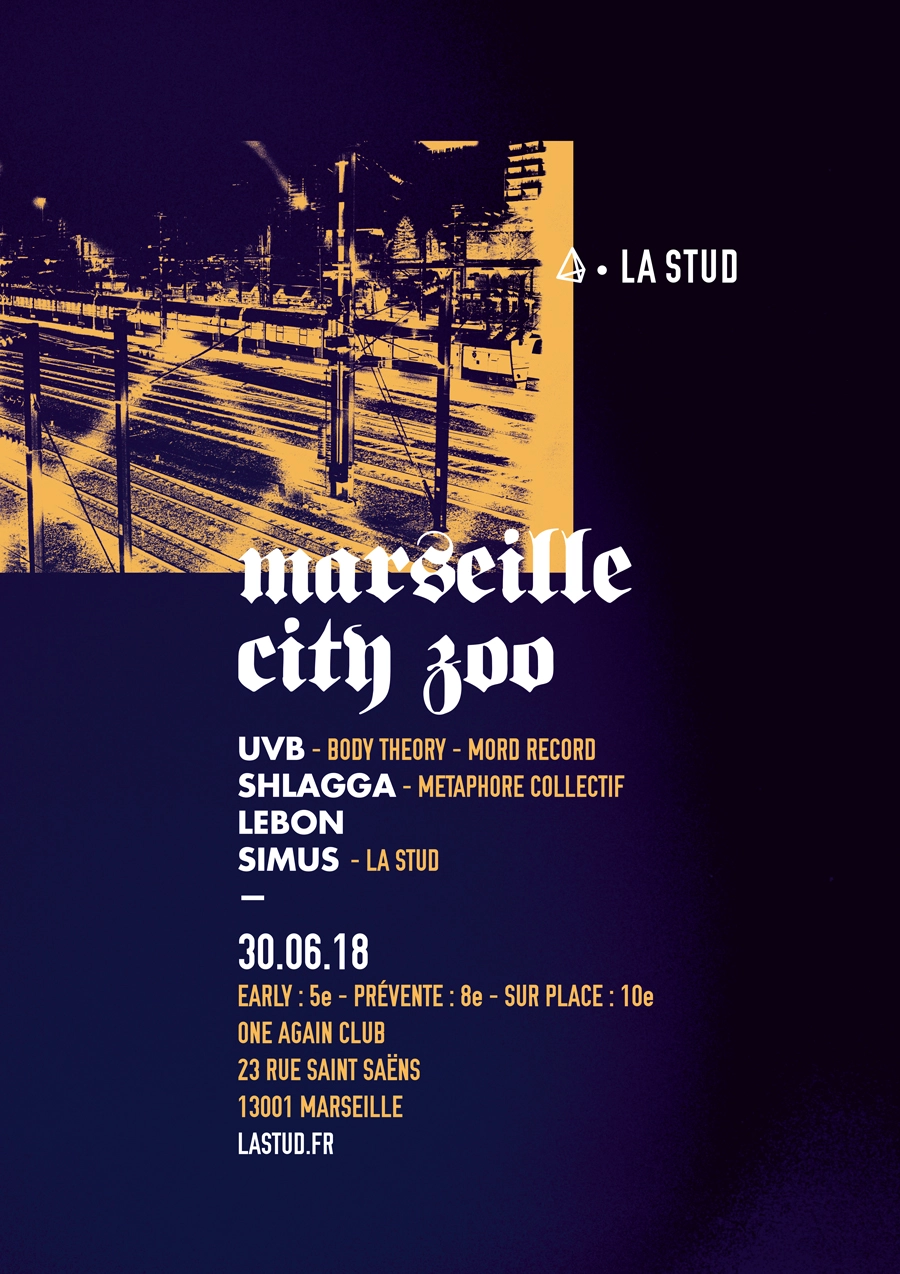 • LA STUD
marseille
city zoo
UVB - BODY THEORY - MORD RECORD
SHLAGGA - METAPHORE COLLECTIF
LEBON
SIMUS - LA STUD
—
30.06.18
EARLY : 5e - PRÉVENTE : 8e - SUR PLACE : 10e
ONE AGAIN CLUB
23 RUE SAINT SAËNS
13001 MARSEILLE
LASTUD.FR